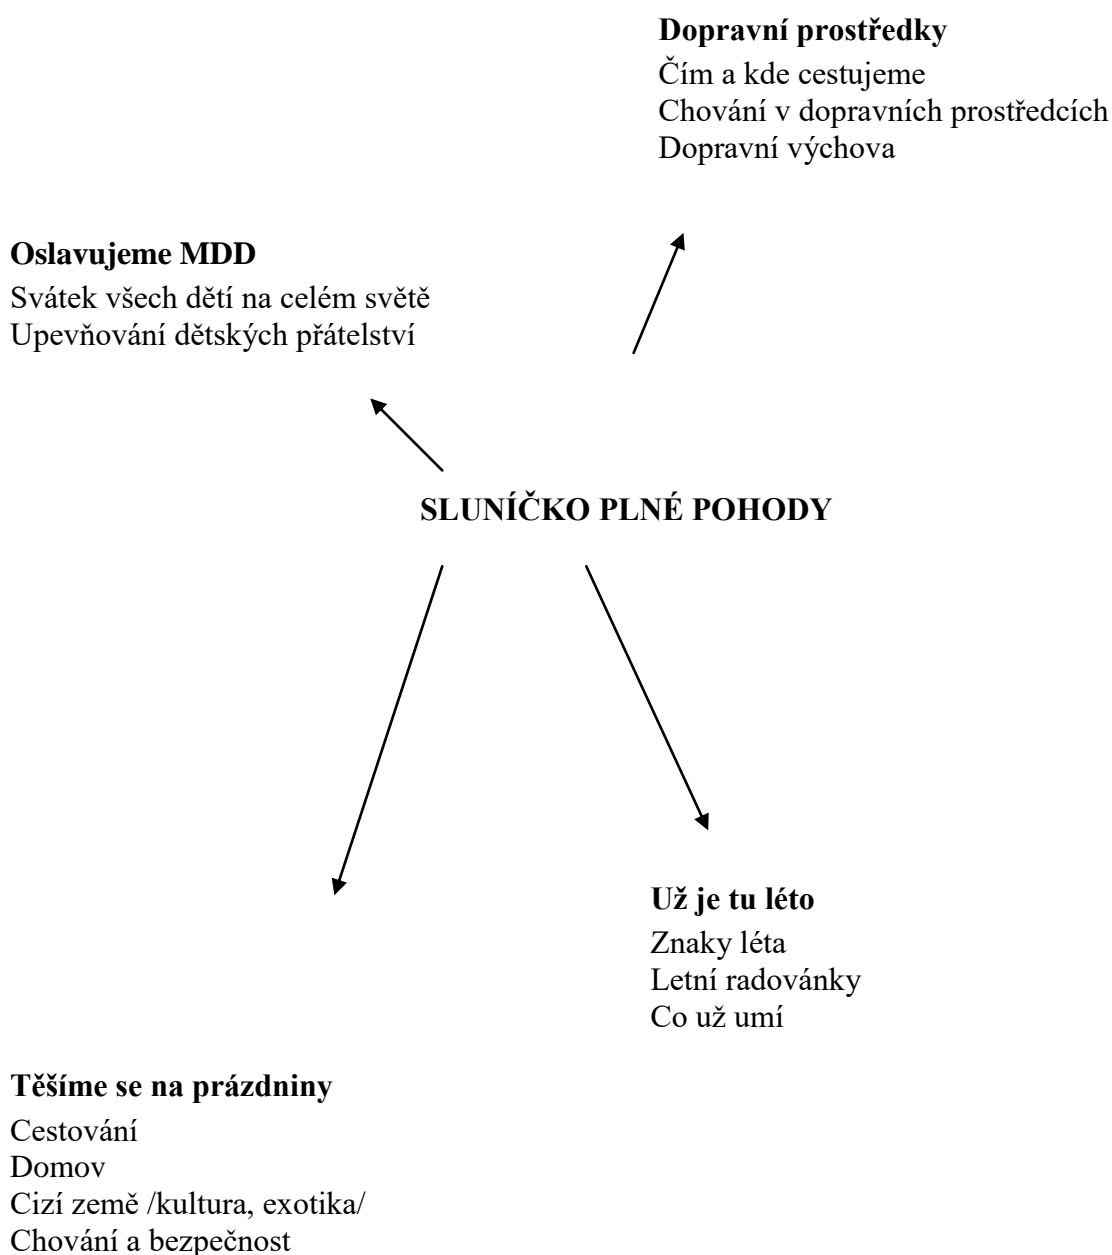 Dopravní prostředky
Čím a kde cestujeme
Chování v dopravních prostředcích
Dopravní výchova
Oslavujeme MDD
Svátek všech dětí na celém světě
Upevňování dětských přátelství
SLUNÍČKO PLNÉ POHODY
Už je tu léto
Znaky léta
Letní radovánky
Co už umí
Těšíme se na prázdniny
Cestování
Domov
Cizí země /kultura, exotika/
Chování a bezpečnost